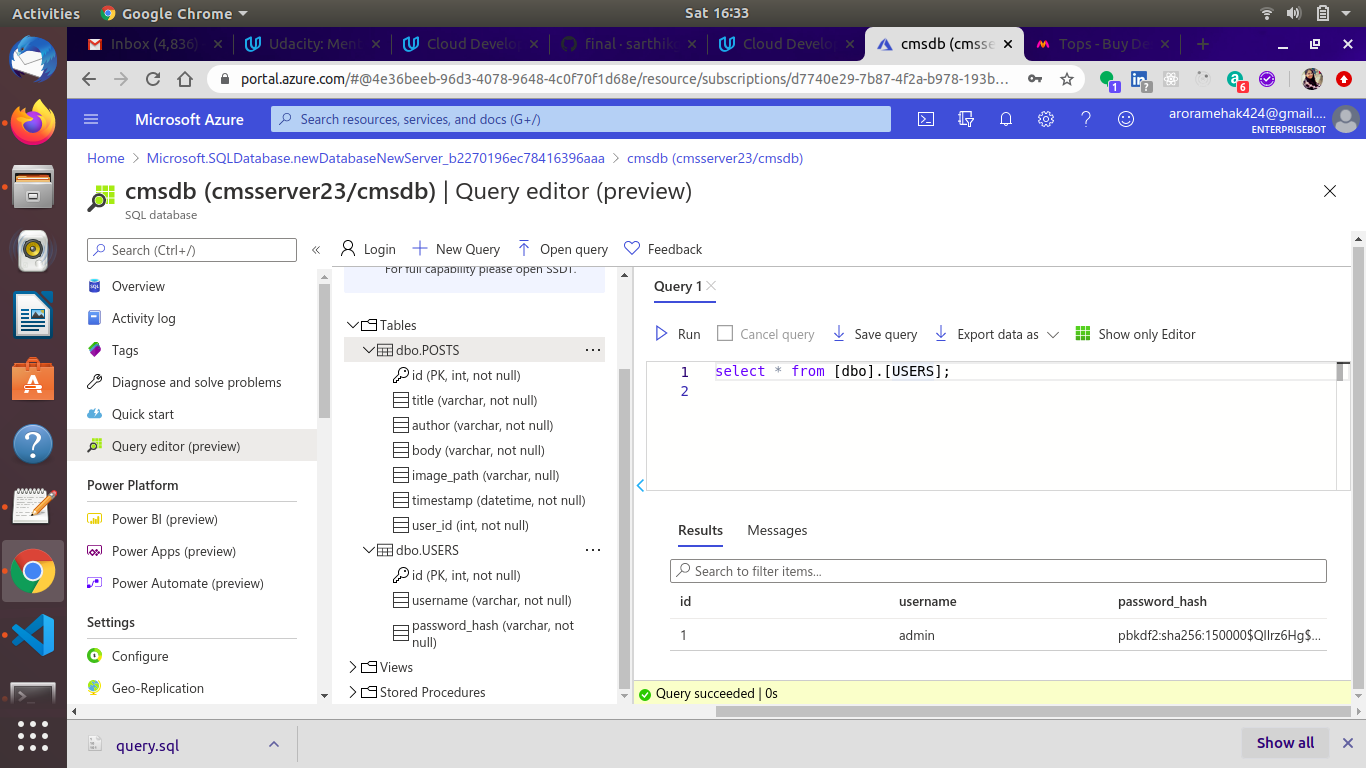 Activities Google Chrome Sat 16:33
Inbox (4,836) Udacity: Men Cloud Develo final · sarthik Cloud Develop cmsdb (cmsse Tops - Buy De
portal.azure.com/#@4e36beeb-96d3-4078-9648-4c0f70f1d68e/resource/subscriptions/d7740e29-7b87-4f2a-b978-193b... 1 ? 6
Microsoft Azure Search resources, services, and docs (G+/) aroramehak424@gmail....
ENTERPRISEBOT
Home > Microsoft.SQLDatabase.newDatabaseNewServer_b2270196ec78416396aaa > cmsdb (cmsserver23/cmsdb)
cmsdb (cmsserver23/cmsdb) | Query editor (preview)
SQL database
Search (Ctrl+/)
Overview
Activity log
Tags
Diagnose and solve problems
Quick start
Query editor (preview)
Power Platform
Power BI (preview)
Power Apps (preview)
Power Automate (preview)
Settings
Configure
Geo-Replication
Login New Query Open query Feedback
For full capability please open SSDT.
Tables
dbo.POSTS
id (PK, int, not null)
title (varchar, not null)
author (varchar, not null)
body (varchar, not null)
image_path (varchar, null)
timestamp (datetime, not null)
user_id (int, not null)
dbo.USERS
id (PK, int, not null)
username (varchar, not null)
password_hash (varchar, not
null)
Views
Stored Procedures
Query 1
Run Cancel query Save query Export data as Show only Editor
1 select * from [dbo].[USERS];
2
Results Messages
Search to filter items...
id username password_hash
1 admin pbkdf2:sha256:150000$QIIrz6Hg$...
Query succeeded | 0s
query.sql Show all